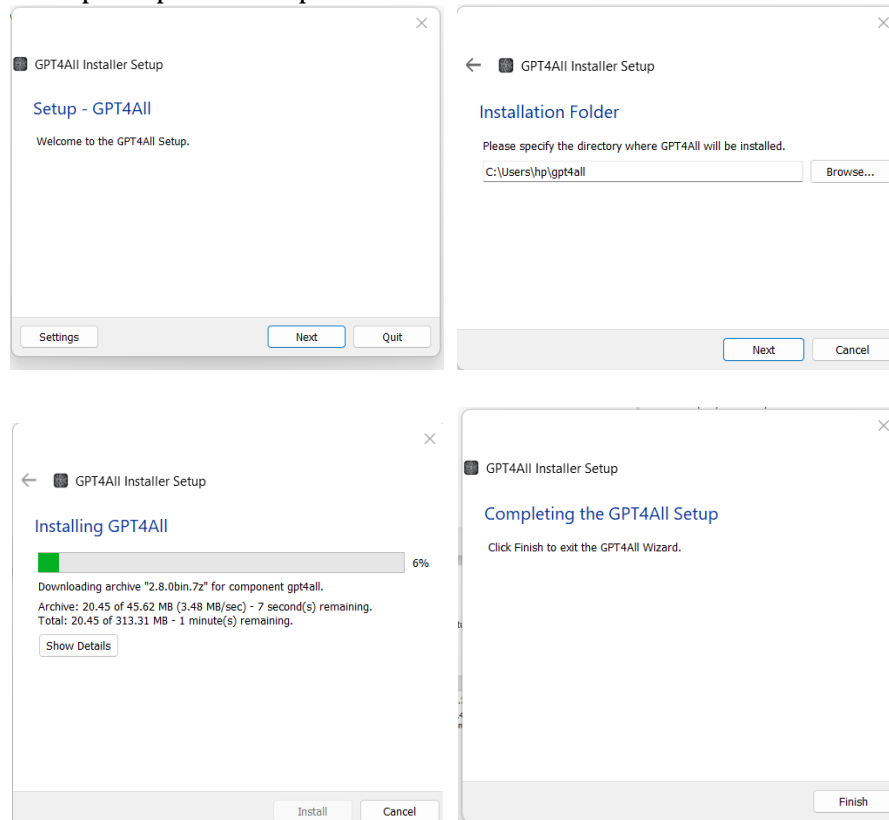 GPT4All Installer Setup
Setup - GPT4All
Welcome to the GPT4All Setup.
Settings
Next
Quit
GPT4All Installer Setup
Installation Folder
Please specify the directory where GPT4All will be installed.
C:\Users\hp\gpt4all
Browse...
Next
Cancel
GPT4All Installer Setup
Installing GPT4All
6%
Downloading archive "2.8.0bin.7z" for component gpt4all.
Archive: 20.45 of 45.62 MB (3.48 MB/sec) - 7 second(s) remaining.
Total: 20.45 of 313.31 MB - 1 minute(s) remaining.
Show Details
Install
Cancel
GPT4All Installer Setup
Completing the GPT4All Setup
Click Finish to exit the GPT4All Wizard.
Finish